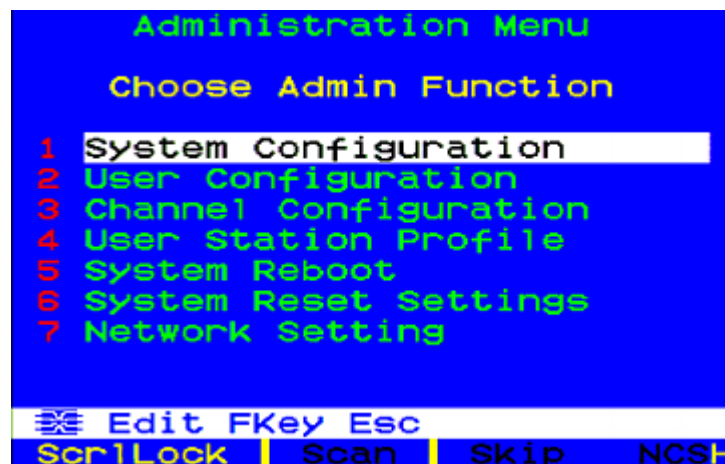 Administration Menu
Choose Admin Function
1 System Configuration
2 User Configuration
3 Channel Configuration
4 User Station Profile
5 System Reboot
6 System Reset Settings
7 Network Setting
Edit FKey Esc
ScrlLock Scan Skip NCSH